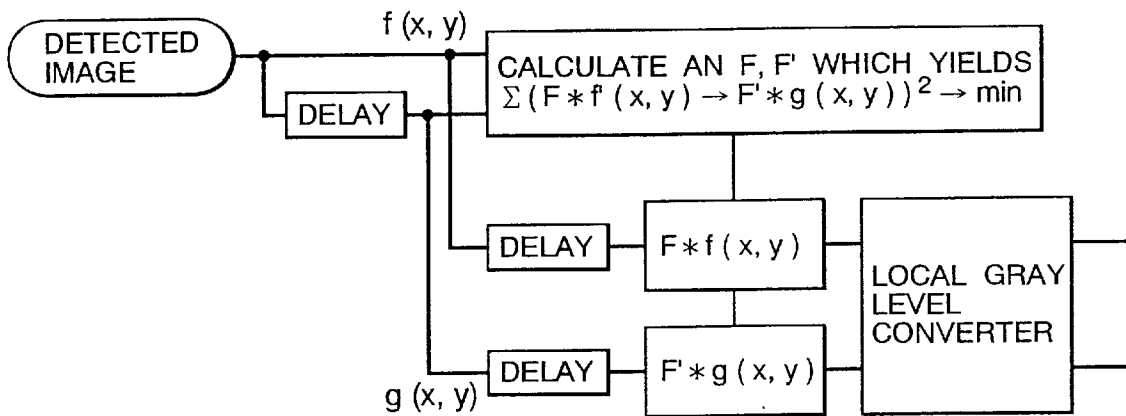 DETECTED
IMAGE
f (x, y)
CALCULATE AN F, F' WHICH YIELDS
Σ (F * f' (x, y) → F' * g (x, y) )² → min
DELAY
DELAY
F * f ( x, y )
LOCAL GRAY
LEVEL
CONVERTER
DELAY
F' * g ( x, y )
g (x, y)